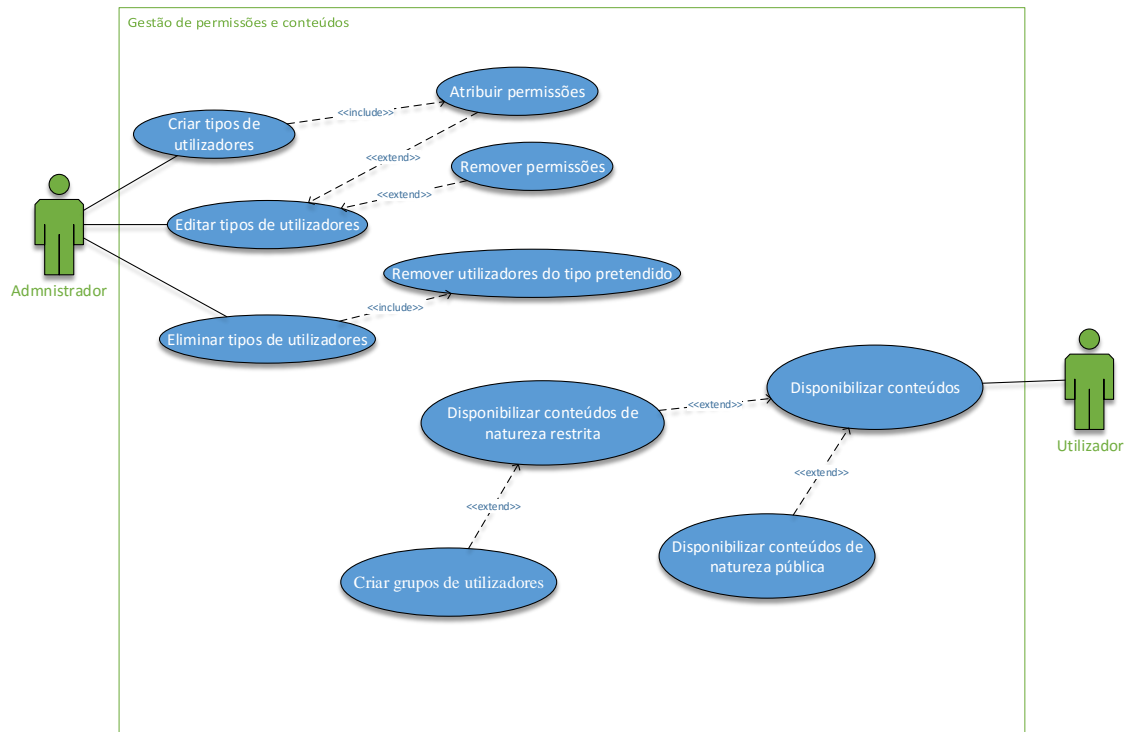 Gestão de permissões e conteúdos
Atribuir permissões
<<include>>
Criar tipos de
utilizadores
<<extend>>
Remover permissões
<<extend>>
Editar tipos de utilizadores
Admnistrador
Remover utilizadores do tipo pretendido
<<include>>
Eliminar tipos de utilizadores
Disponibilizar conteúdos
<<extend>>
Disponibilizar conteúdos de
natureza restrita
Utilizador
<<extend>>
<<extend>>
Disponibilizar conteúdos de
natureza pública
Criar grupos de utilizadores